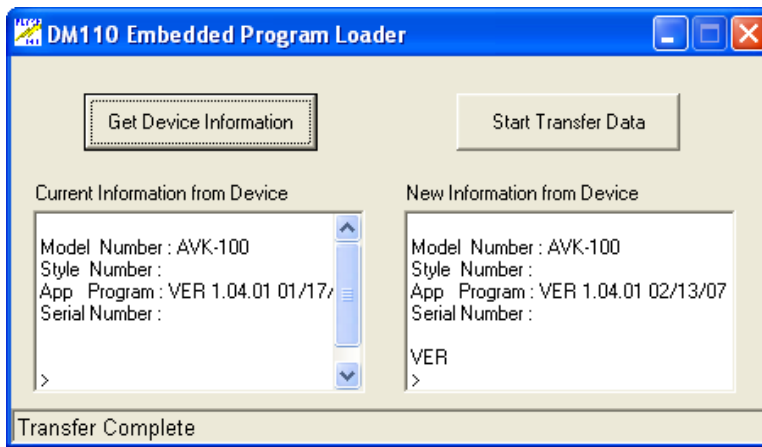 DM110 Embedded Program Loader
Get Device Information
Start Transfer Data
Current Information from Device
Model Number : AVK-100
Style Number :
App Program : VER 1.04.01 01/17/
Serial Number :
>
New Information from Device
Model Number : AVK-100
Style Number :
App Program : VER 1.04.01 02/13/07
Serial Number :
VER
>
Transfer Complete